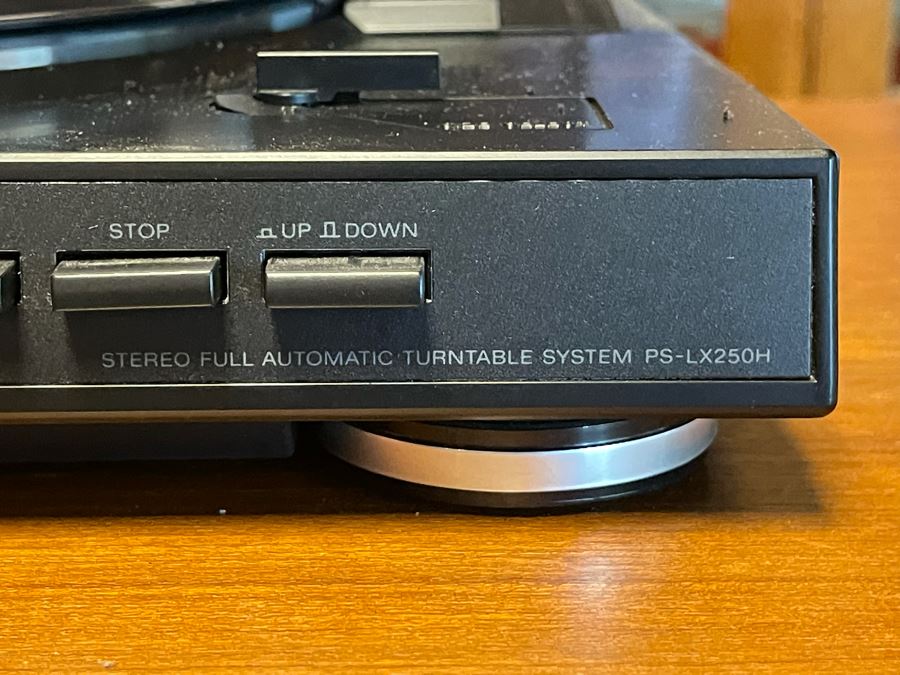 STOP
UP DOWN
STEREO FULL AUTOMATIC TURNTABLE SYSTEM PS-LX250H